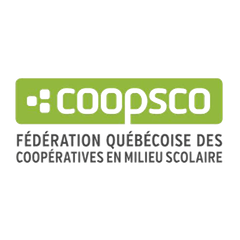 coopsco
FÉDÉRATION QUÉBÉCOISE DES
COOPÉRATIVES EN MILIEU SCOLAIRE